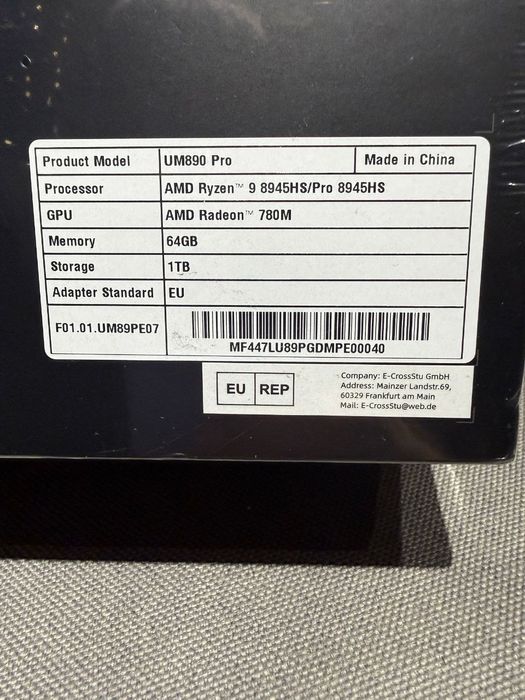 Product Model UM890 Pro Made in China
Processor AMD Ryzen™ 9 8945HS/Pro 8945HS
GPU AMD Radeon™ 780M
Memory 64GB
Storage 1TB
Adapter Standard EU
F01.01.UM89PE07
MF447LU89PGDMPE00040
EU REP
Company: E-CrossStu GmbH
Address: Mainzer Landstr.69,
60329 Frankfurt am Main
Mail: E-CrossStu@web.de